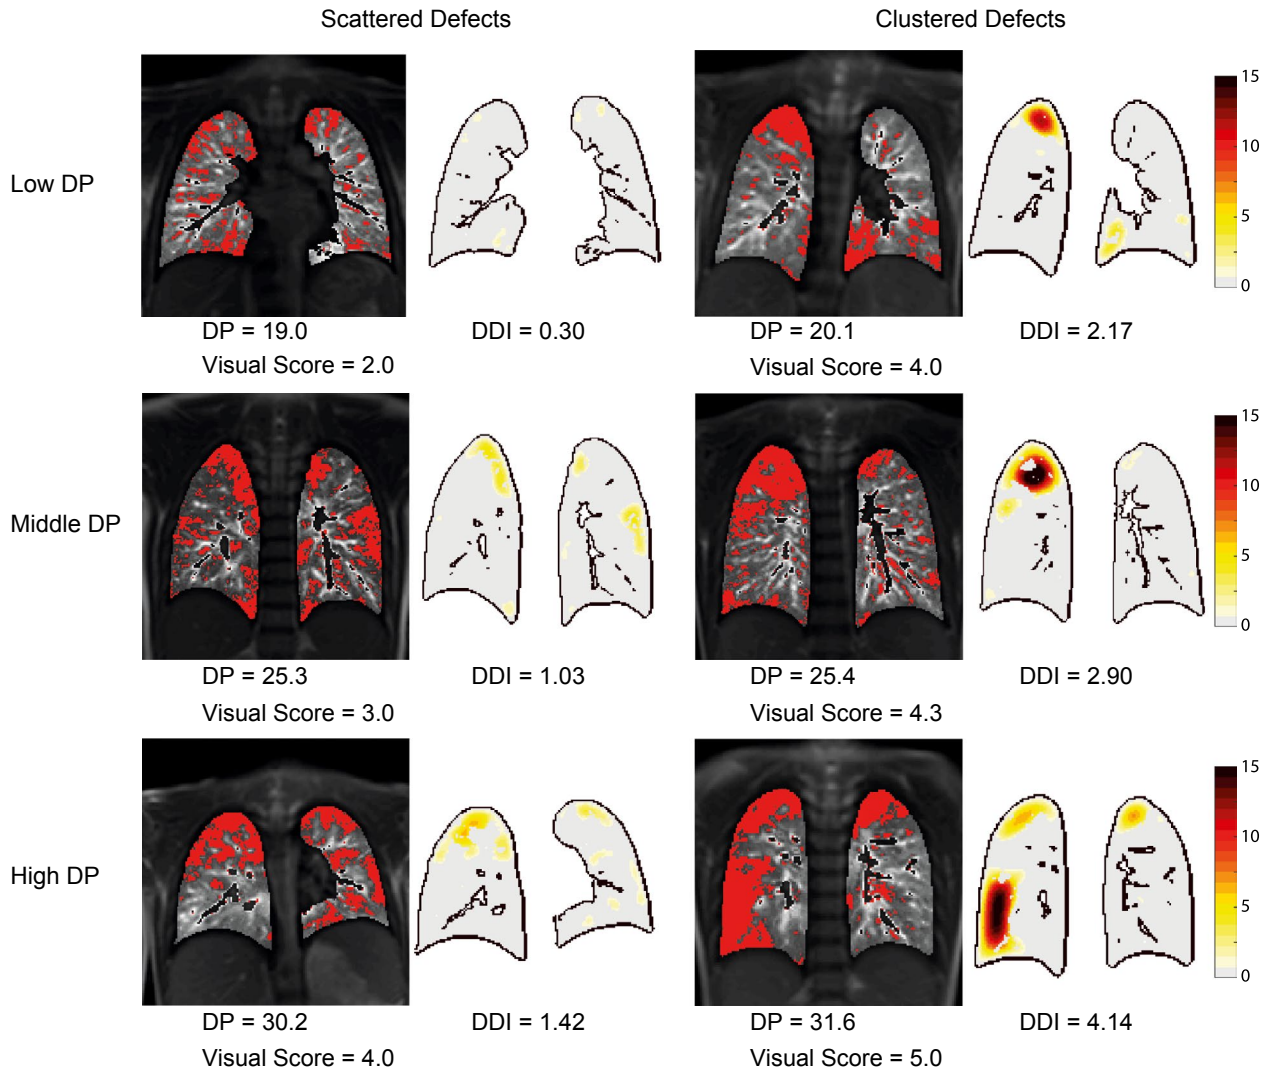 Scattered Defects
Clustered Defects
Low DP
15
10
5
0
DP = 19.0
DDI = 0.30
DP = 20.1
DDI = 2.17
Visual Score = 2.0
Visual Score = 4.0
Middle DP
15
10
5
0
DP = 25.3
DDI = 1.03
DP = 25.4
DDI = 2.90
Visual Score = 3.0
Visual Score = 4.3
High DP
15
10
5
0
DP = 30.2
DDI = 1.42
DP = 31.6
DDI = 4.14
Visual Score = 4.0
Visual Score = 5.0